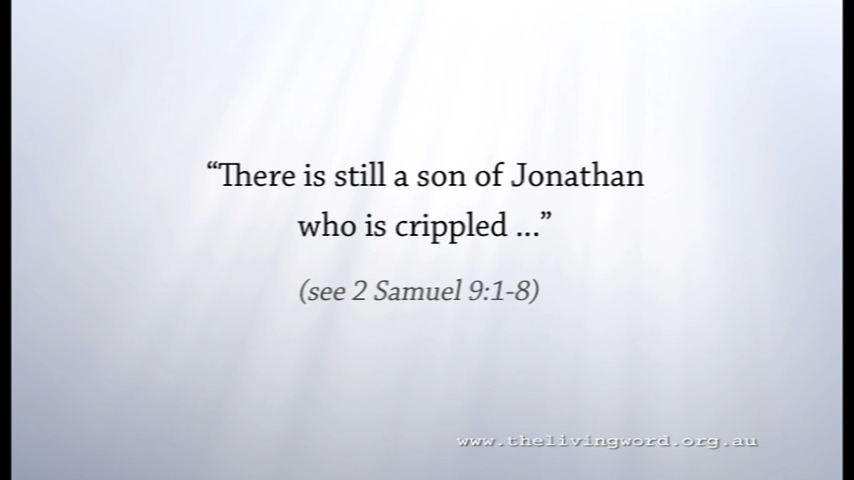 “There is still a son of Jonathan
who is crippled ...”
(see 2 Samuel 9:1-8)
www.thelivingword.org.au